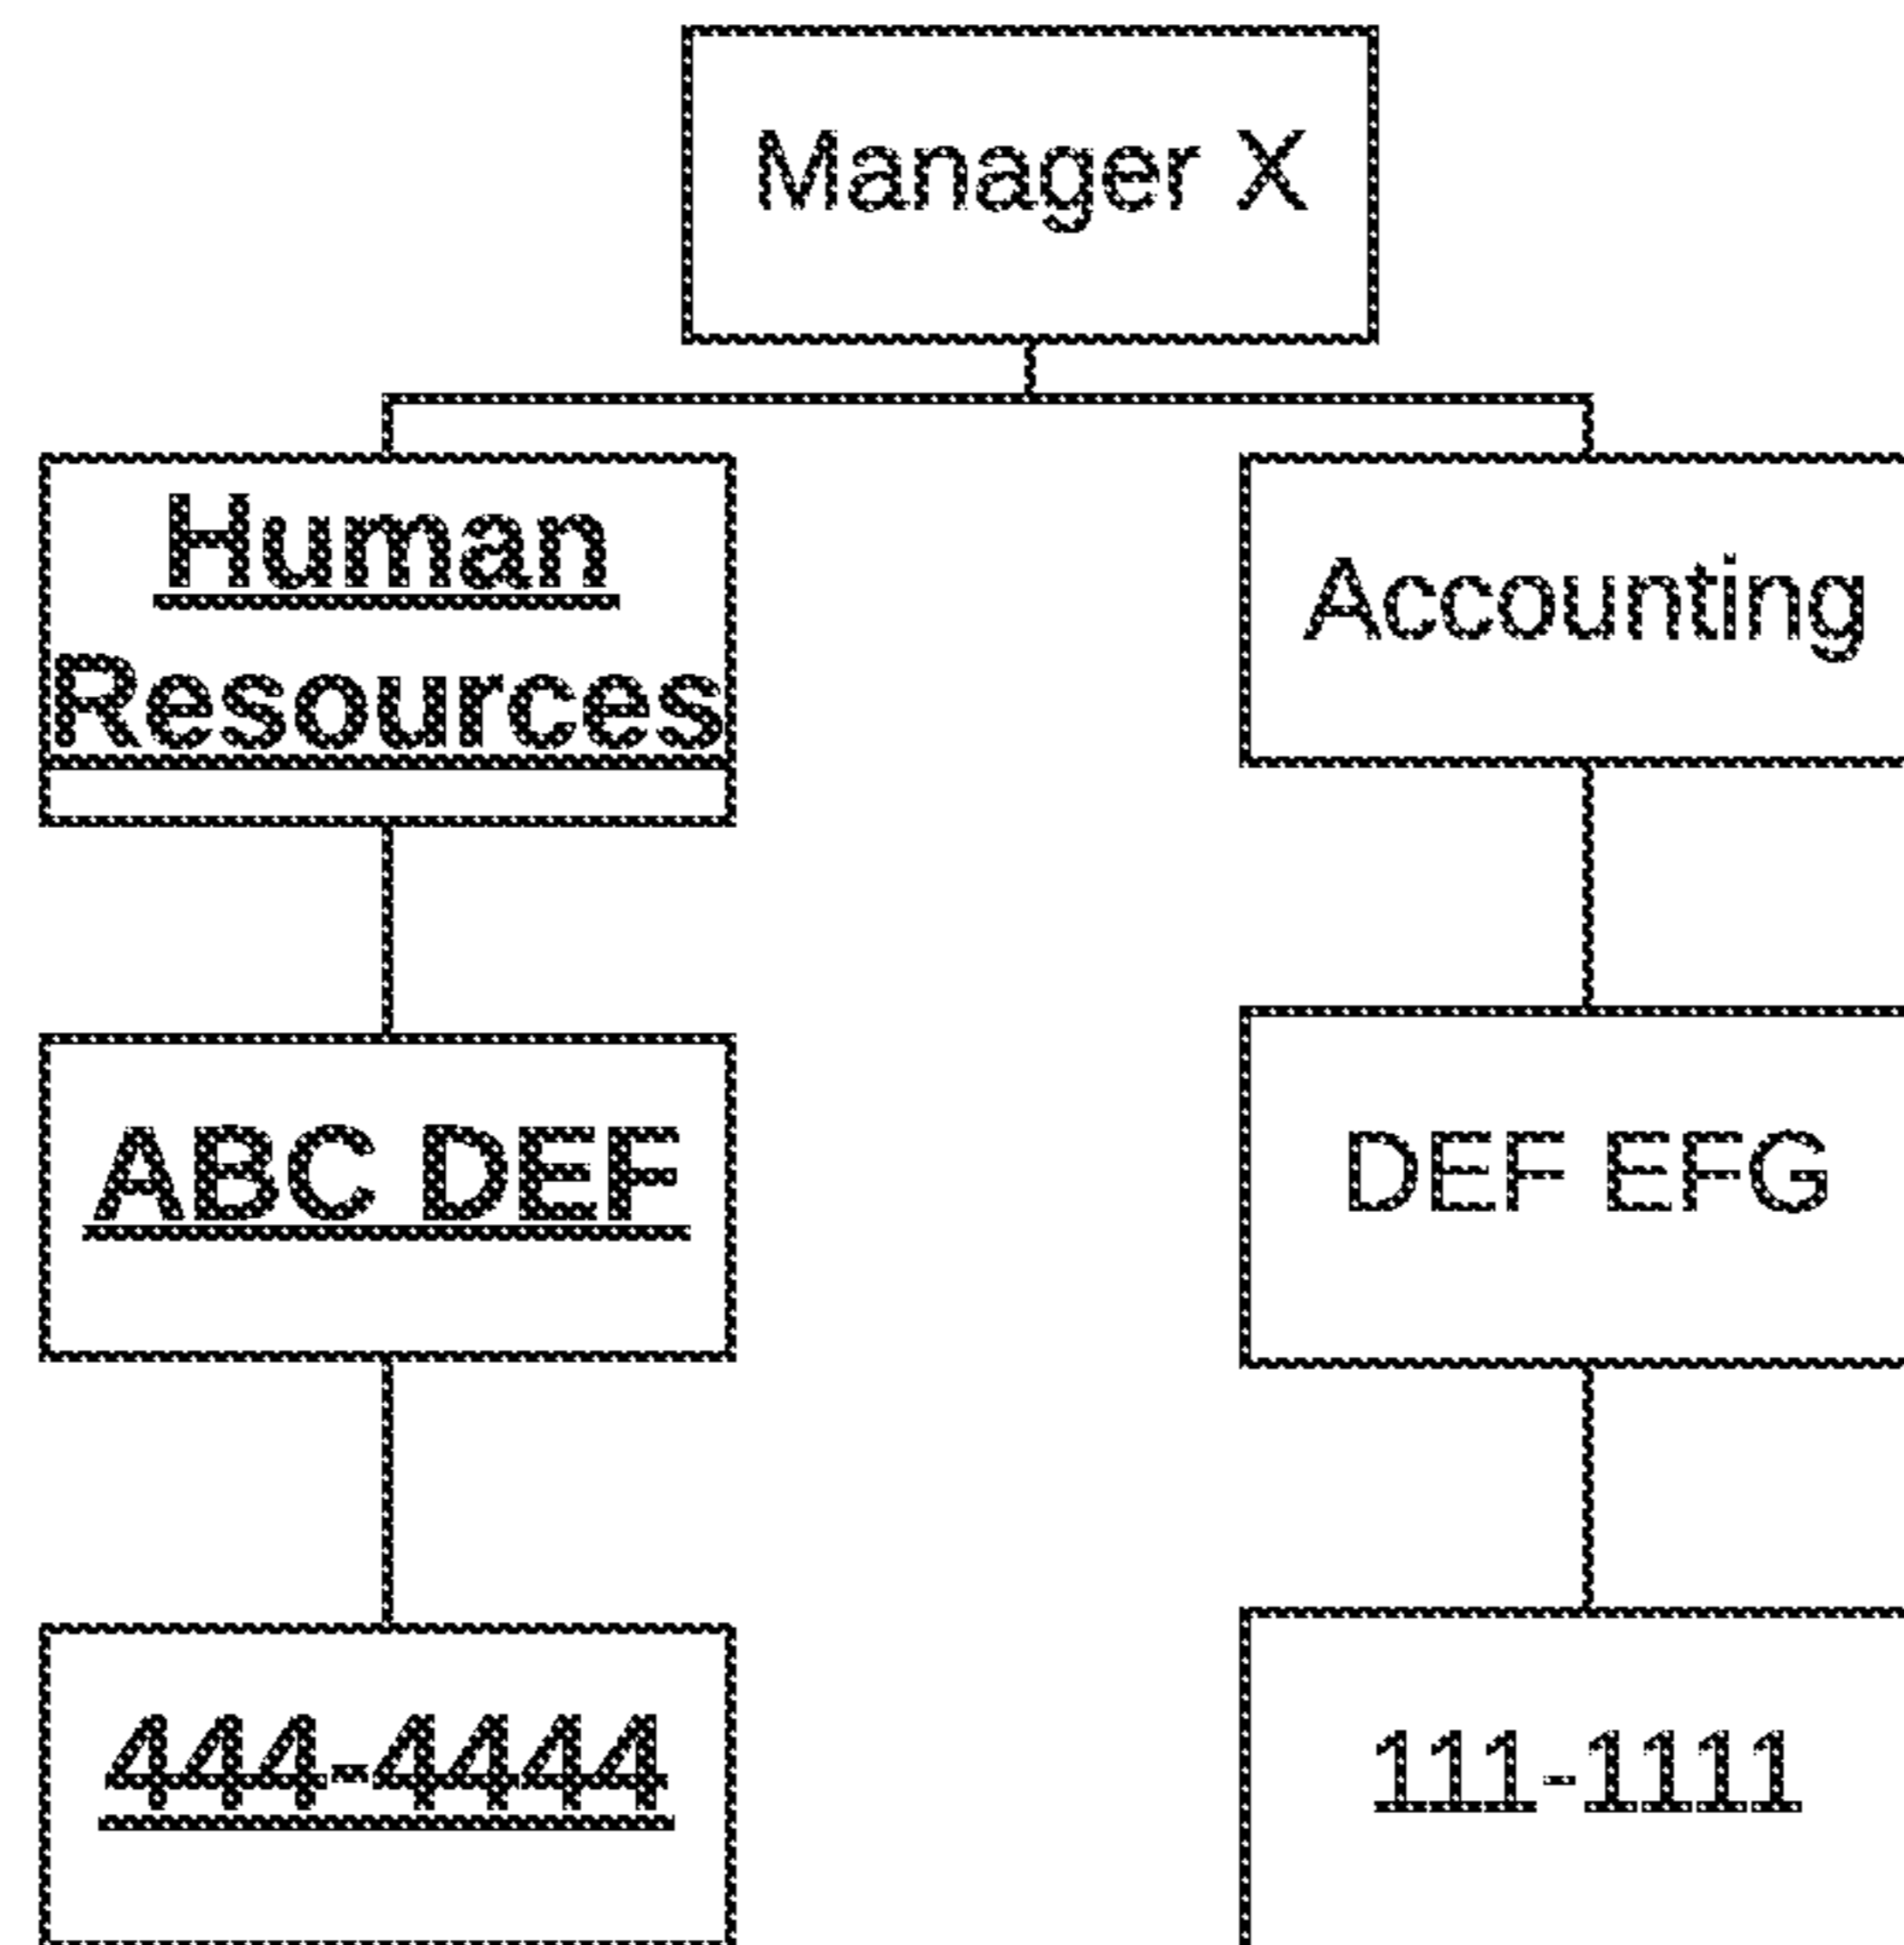 Manager X
Human
Resources
Accounting
ABC DEF
DEF EFG
444-4444
111-1111